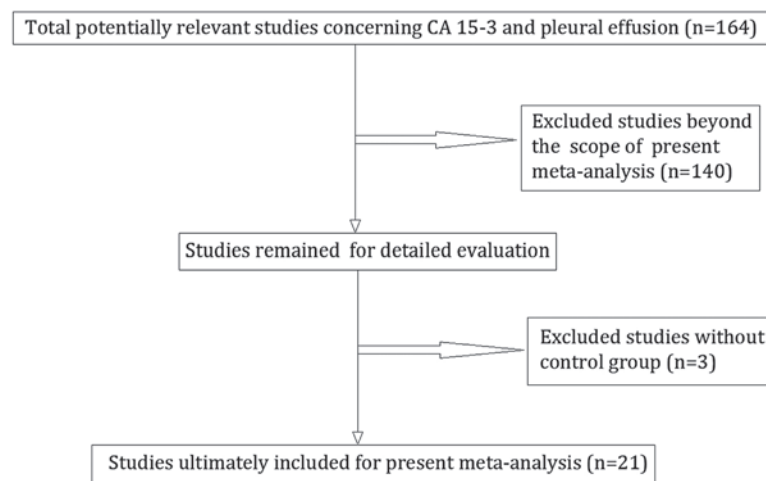 Total potentially relevant studies concerning CA 15-3 and pleural effusion (n=164)
Excluded studies beyond
the scope of present
meta-analysis (n=140)
Studies remained for detailed evaluation
Excluded studies without
control group (n=3)
Studies ultimately included for present meta-analysis (n=21)